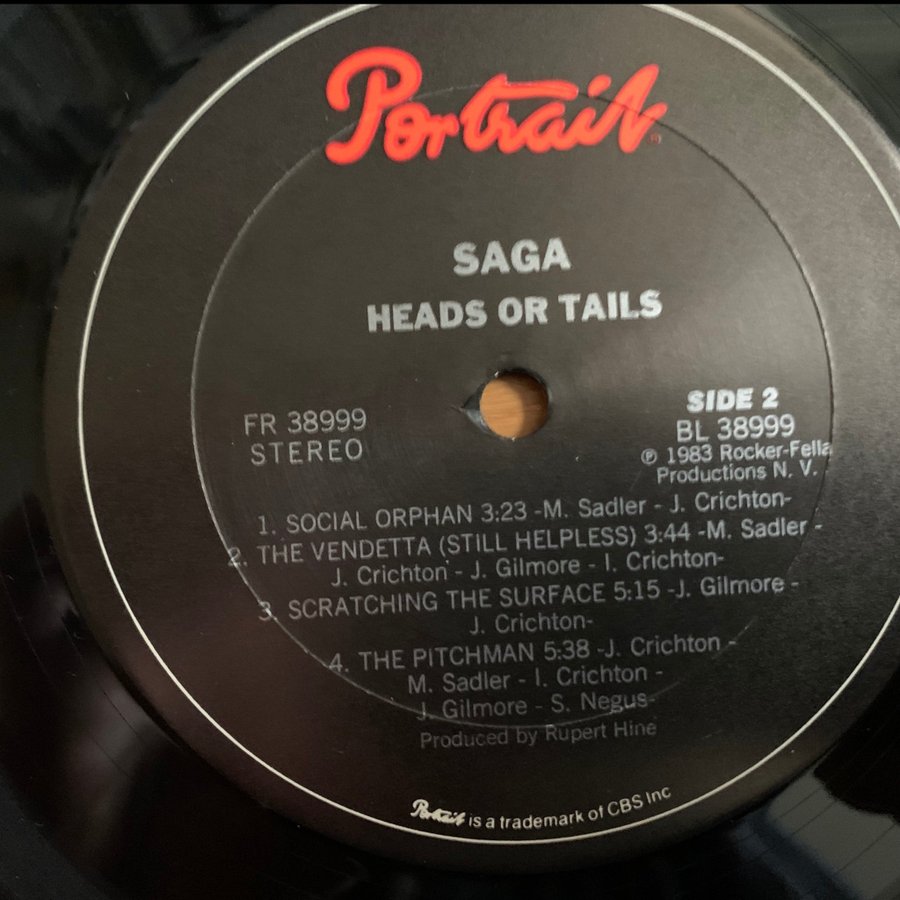 Portrait
SAGA
HEADS OR TAILS
FR 38999
STEREO
SIDE 2
BL 38999
℗ 1983 Rocker-Fella
Productions N. V.
1. SOCIAL ORPHAN 3:23 -M. Sadler - J. Crichton-
2. THE VENDETTA (STILL HELPLESS) 3:44 -M. Sadler -
J. Crichton - J. Gilmore - I. Crichton-
3. SCRATCHING THE SURFACE 5:15 -J. Gilmore -
J. Crichton-
4. THE PITCHMAN 5:38 -J. Crichton -
M. Sadler - I. Crichton -
J. Gilmore - S. Negus-
Produced by Rupert Hine
Portrait is a trademark of CBS Inc